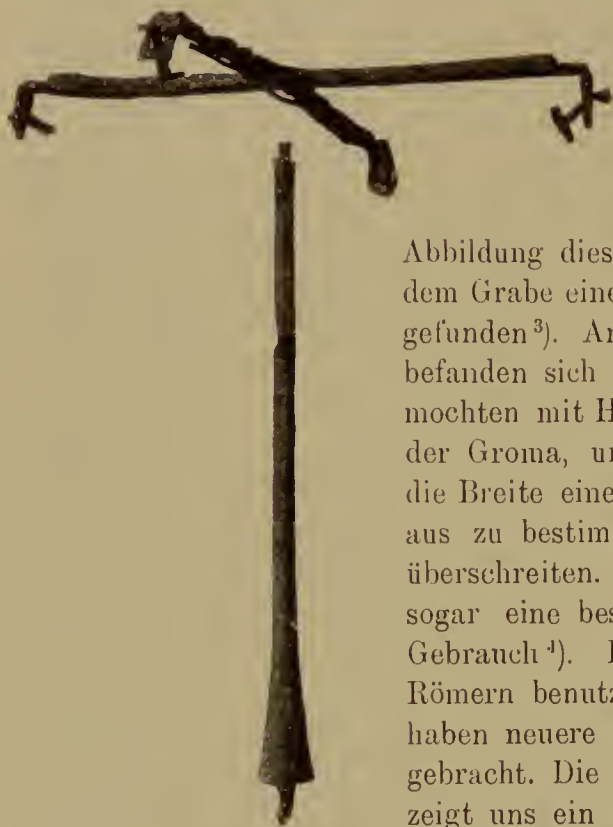 Abbildung dies
dem Grabe eine
gefunden³). An
befanden sich
mochten mit H
der Groma, un
die Breite eine
aus zu bestim
überschreiten.
sogar eine bes
Gebrauch⁴). I
Römern benutz
haben neuere
gebracht. Die
zeigt uns ein